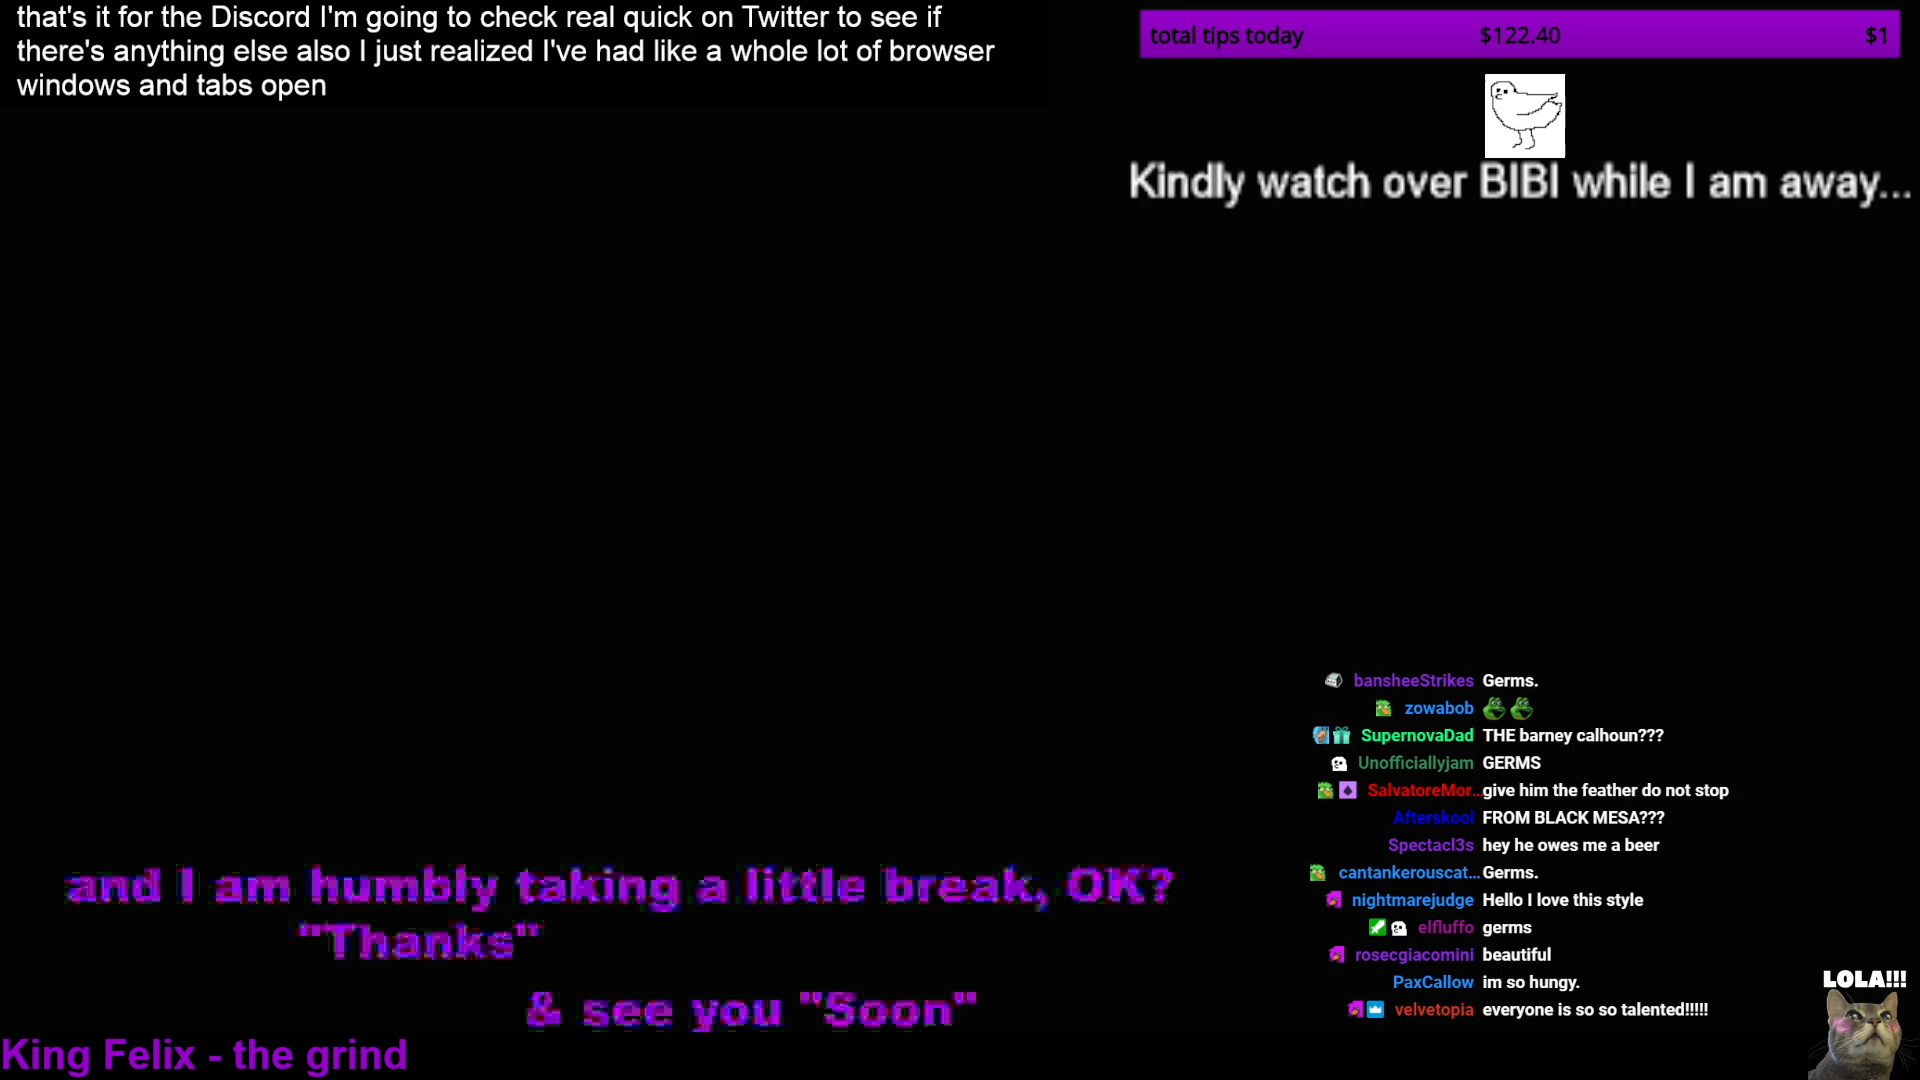 that's it for the Discord I'm going to check real quick on Twitter to see if
there's anything else also I just realized I've had like a whole lot of browser
windows and tabs open
total tips today $122.40 $1
Kindly watch over BIBI while I am away...
bansheeStrikes Germs.
zowabob
SupernovaDad THE barney calhoun???
Unofficiallyjam GERMS
SalvatoreMor... give him the feather do not stop
Afterskool FROM BLACK MESA???
Spectacl3s hey he owes me a beer
cantankerouscat... Germs.
nightmarejudge Hello I love this style
elfluffo germs
rosecgiacomini beautiful
PaxCallow im so hungy.
velvetopia everyone is so so talented!!!!!
and I am humbly taking a little break, OK?
"Thanks"
& see you "Soon"
King Felix - the grind
LOLA!!!